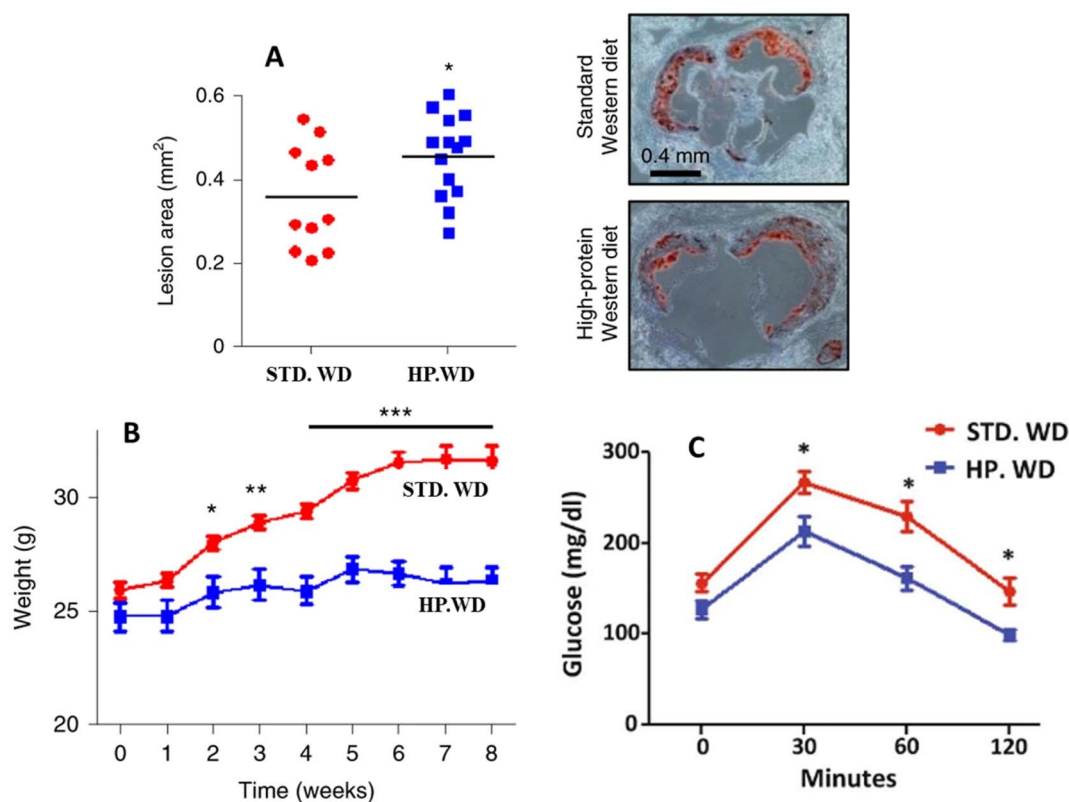 A
*
Lesion area (mm²)
0.6
0.4
0.2
0
STD. WD
HP.WD
Standard
Western diet
0.4 mm
High-protein
Western diet
B
***
**
*
STD. WD
HP.WD
Weight (g)
30
25
20
0 1 2 3 4 5 6 7 8
Time (weeks)
C
STD. WD
HP. WD
*
*
*
Glucose (mg/dl)
300
200
100
0
0 30 60 120
Minutes